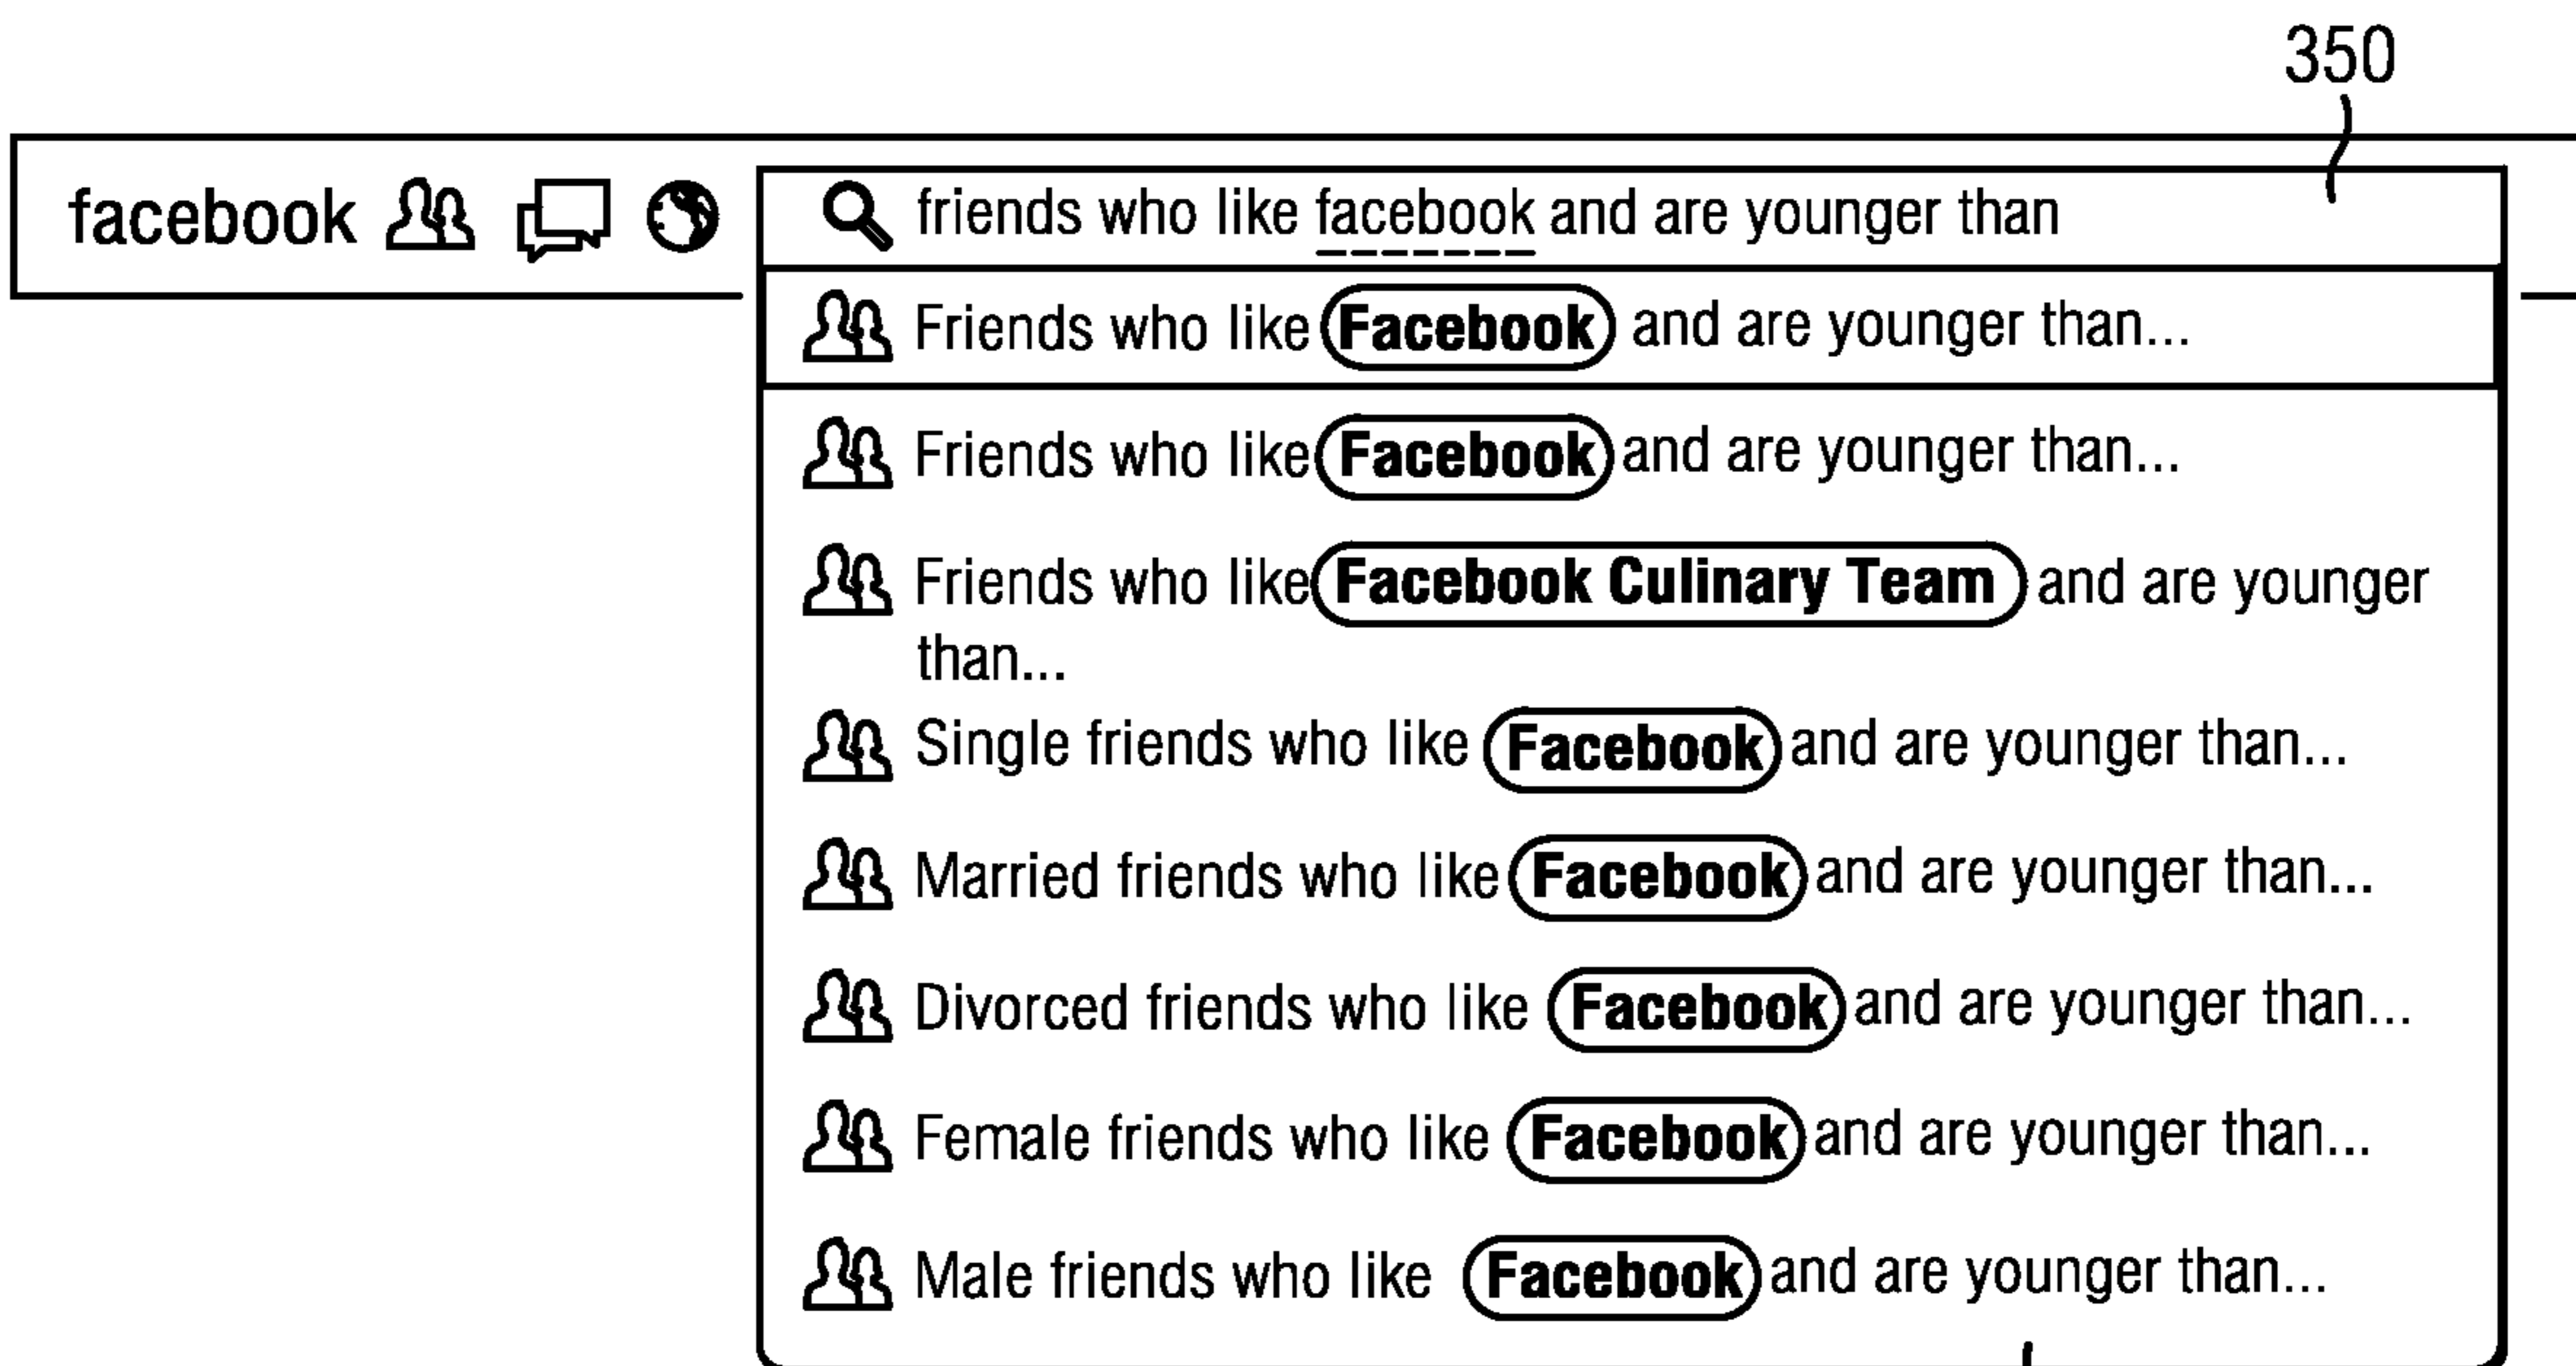 350
facebook
friends who like facebook and are younger than
Friends who like Facebook and are younger than...
Friends who like Facebook and are younger than...
Friends who like Facebook Culinary Team and are younger
than...
Single friends who like Facebook and are younger than...
Married friends who like Facebook and are younger than...
Divorced friends who like Facebook and are younger than...
Female friends who like Facebook and are younger than...
Male friends who like Facebook and are younger than...